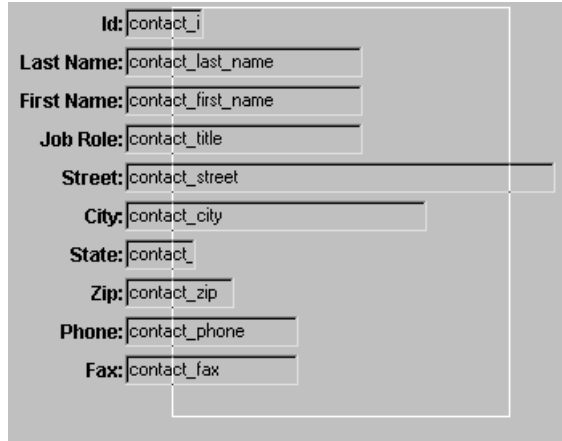 Id: contact_i
Last Name: contact_last_name
First Name: contact_first_name
Job Role: contact_title
Street: contact_street
City: contact_city
State: contact_
Zip: contact_zip
Phone: contact_phone
Fax: contact_fax